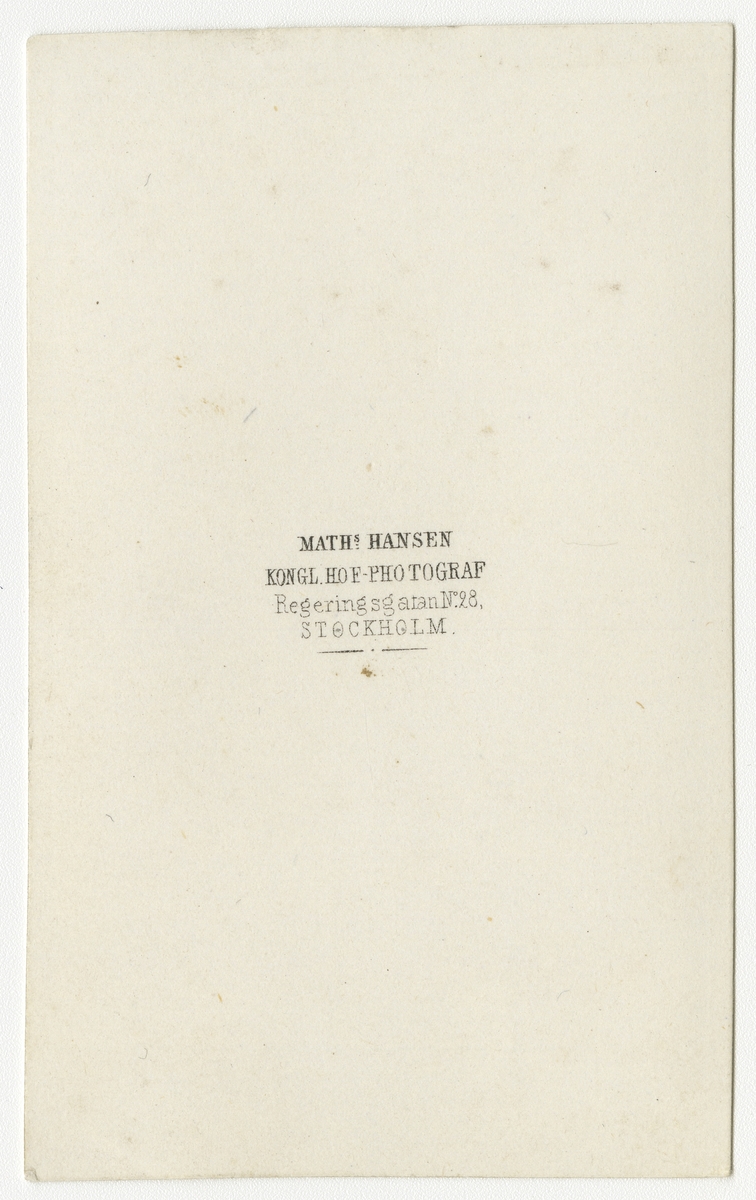 MATHs HANSEN
KONGL. HOF-PHOTOGRAF
Regeringsgatan No. 28,
STOCKHOLM.